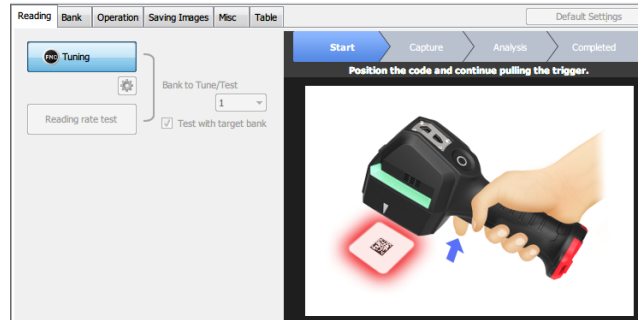 Reading Bank Operation Saving Images Misc Table
Default Settings
Tuning
Bank to Tune/Test
1
Reading rate test
Test with target bank
Start Capture Analysis Completed
Position the code and continue pulling the trigger.